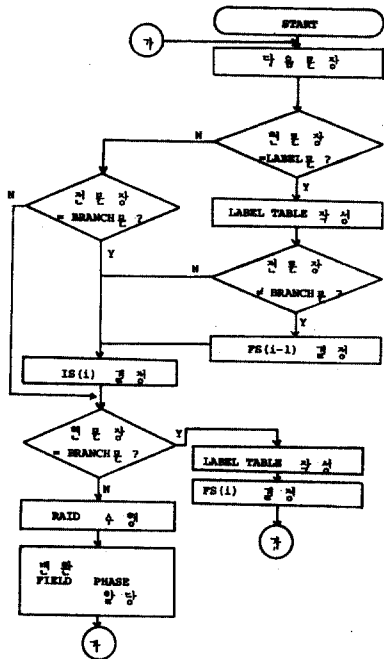 START
가
다음 문장
현문장
=LABEL문 ?
N
Y
전문장
= BRANCH문 ?
N
Y
LABEL TABLE 작성
전문장
≠ BRANCH문 ?
N
Y
FS(i-1) 결정
IS(i) 결정
현문장
= BRANCH문 ?
Y
N
LABEL TABLE 작성
FS(i) 결정
가
RAID 수행
변환
FIELD PHASE
할당
가